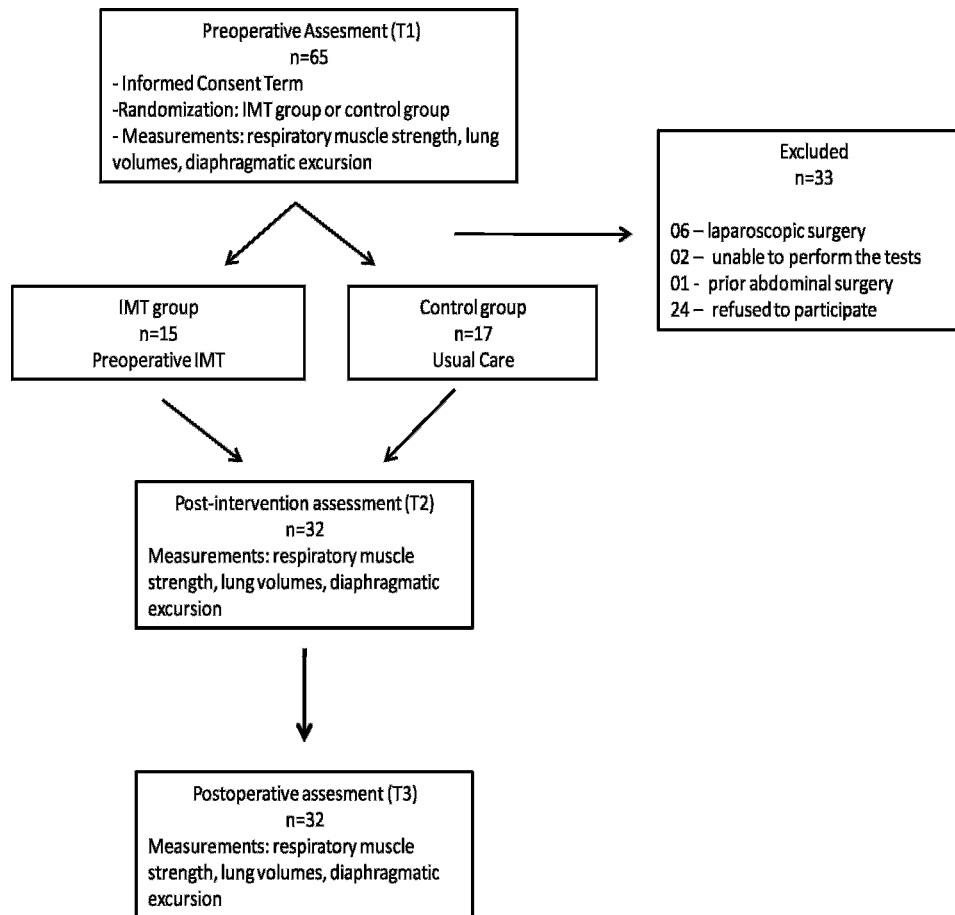 Preoperative Assesment (T1)
n=65
- Informed Consent Term
-Randomization: IMT group or control group
- Measurements: respiratory muscle strength, lung
volumes, diaphragmatic excursion
Excluded
n=33
06 – laparoscopic surgery
02 – unable to perform the tests
01 - prior abdominal surgery
24 – refused to participate
IMT group
n=15
Preoperative IMT
Control group
n=17
Usual Care
Post-intervention assessment (T2)
n=32
Measurements: respiratory muscle
strength, lung volumes, diaphragmatic
excursion
Postoperative assesment (T3)
n=32
Measurements: respiratory muscle
strength, lung volumes, diaphragmatic
excursion